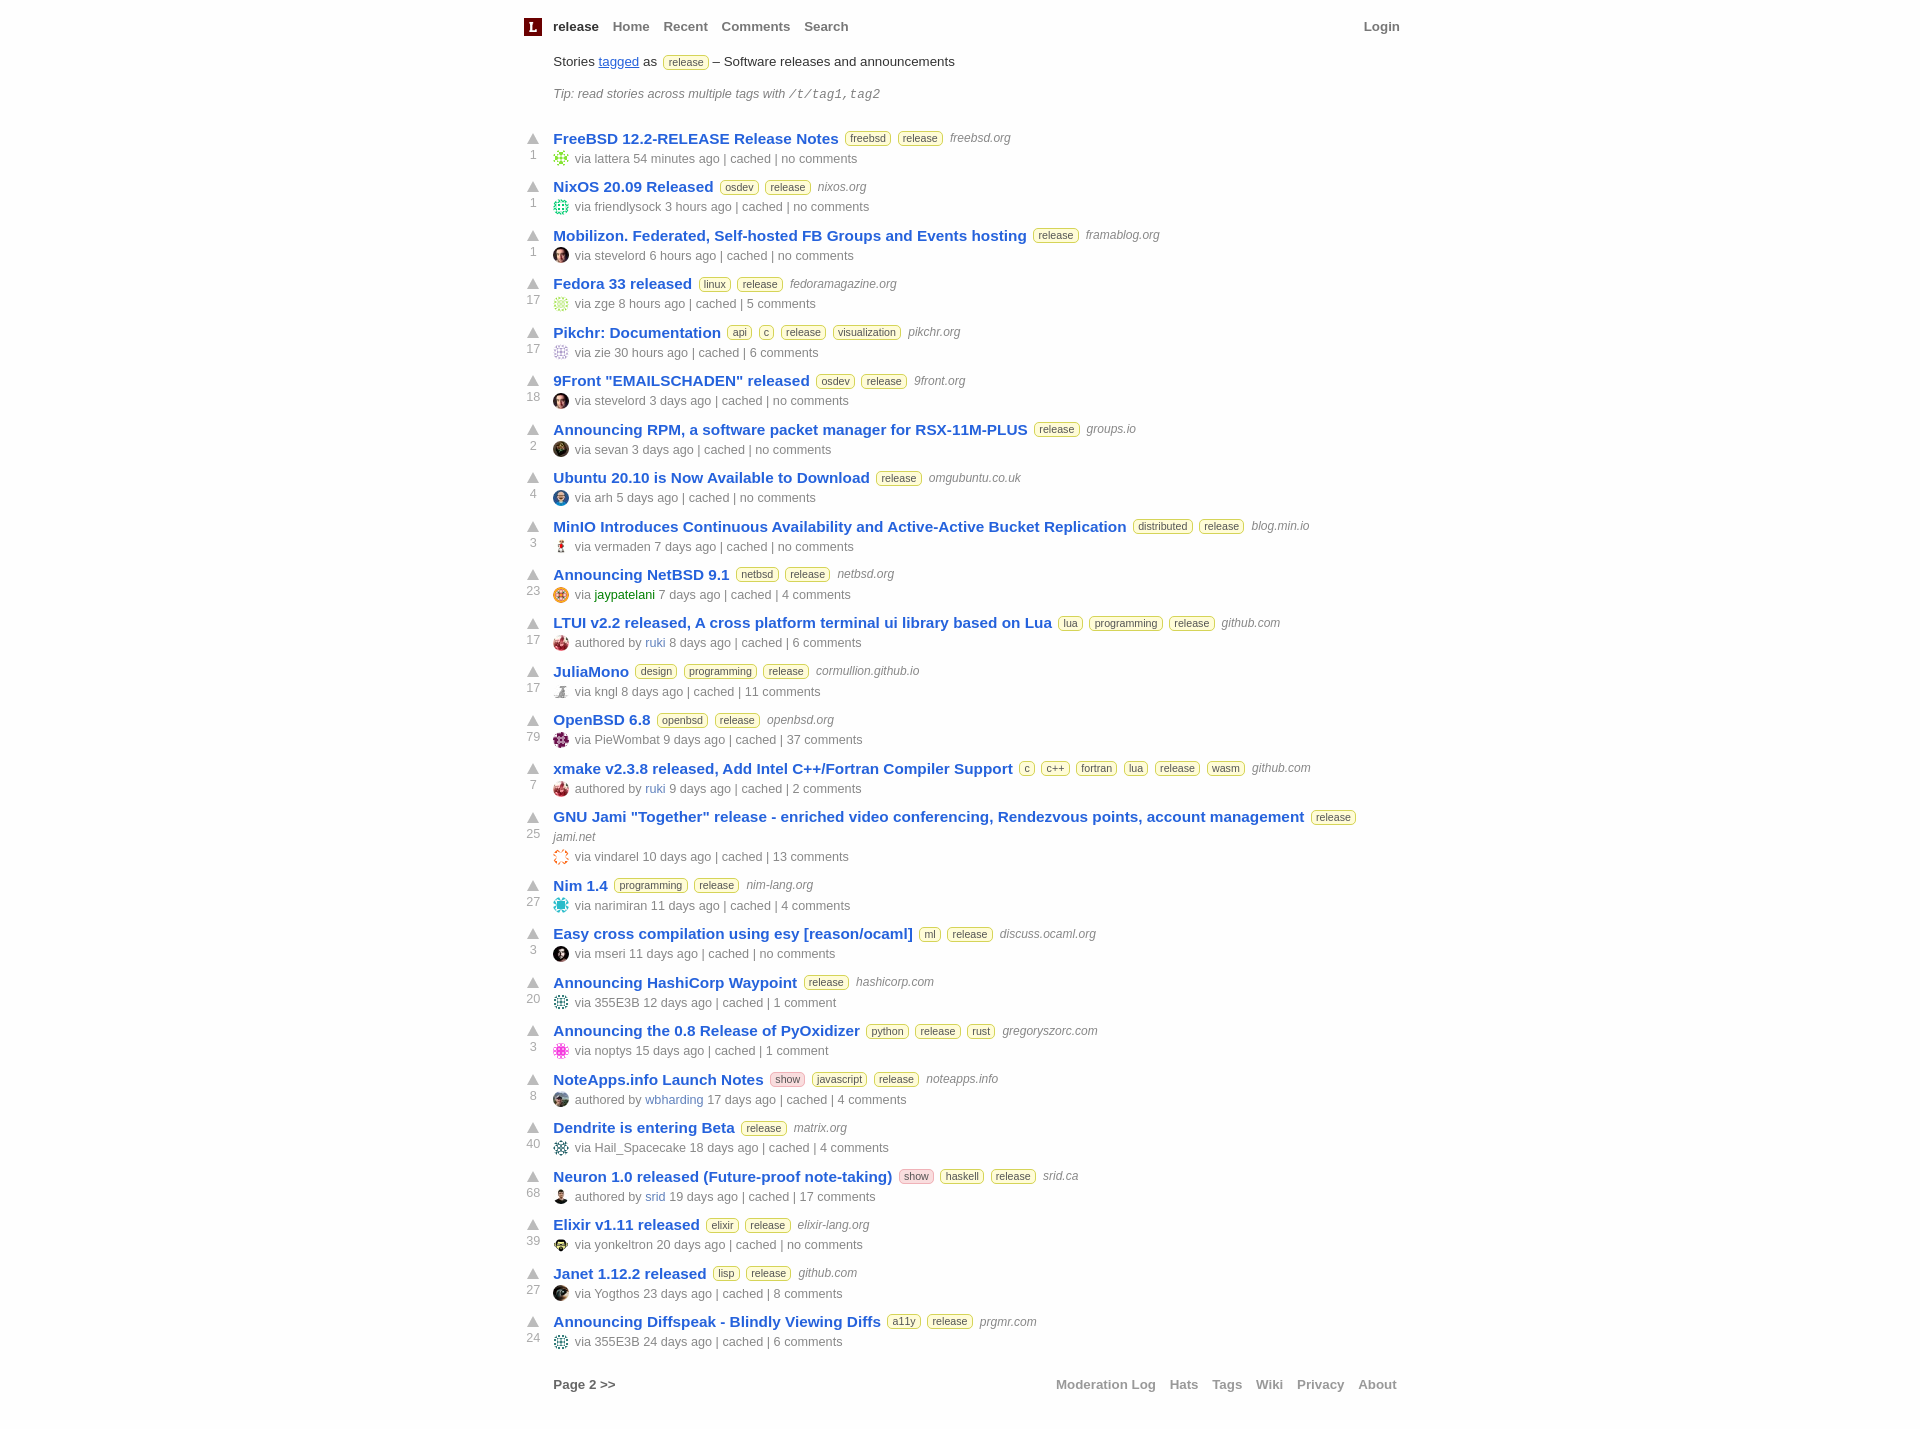 L release Home Recent Comments Search Login
Stories tagged as release – Software releases and announcements
Tip: read stories across multiple tags with /t/tag1,tag2
FreeBSD 12.2-RELEASE Release Notes freebsd release freebsd.org
1 via lattera 54 minutes ago | cached | no comments
NixOS 20.09 Released osdev release nixos.org
1 via friendlysock 3 hours ago | cached | no comments
Mobilizon. Federated, Self-hosted FB Groups and Events hosting release framablog.org
1 via stevelord 6 hours ago | cached | no comments
Fedora 33 released linux release fedoramagazine.org
17 via zge 8 hours ago | cached | 5 comments
Pikchr: Documentation api c release visualization pikchr.org
17 via zie 30 hours ago | cached | 6 comments
9Front "EMAILSCHADEN" released osdev release 9front.org
18 via stevelord 3 days ago | cached | no comments
Announcing RPM, a software packet manager for RSX-11M-PLUS release groups.io
2 via sevan 3 days ago | cached | no comments
Ubuntu 20.10 is Now Available to Download release omgubuntu.co.uk
4 via arh 5 days ago | cached | no comments
MinIO Introduces Continuous Availability and Active-Active Bucket Replication distributed release blog.min.io
3 via vermaden 7 days ago | cached | no comments
Announcing NetBSD 9.1 netbsd release netbsd.org
23 via jaypatelani 7 days ago | cached | 4 comments
LTUI v2.2 released, A cross platform terminal ui library based on Lua lua programming release github.com
17 authored by ruki 8 days ago | cached | 6 comments
JuliaMono design programming release cormullion.github.io
17 via kngl 8 days ago | cached | 11 comments
OpenBSD 6.8 openbsd release openbsd.org
79 via PieWombat 9 days ago | cached | 37 comments
xmake v2.3.8 released, Add Intel C++/Fortran Compiler Support c c++ fortran lua release wasm github.com
7 authored by ruki 9 days ago | cached | 2 comments
GNU Jami "Together" release - enriched video conferencing, Rendezvous points, account management release
25 jami.net
via vindarel 10 days ago | cached | 13 comments
Nim 1.4 programming release nim-lang.org
27 via narimiran 11 days ago | cached | 4 comments
Easy cross compilation using esy [reason/ocaml] ml release discuss.ocaml.org
3 via mseri 11 days ago | cached | no comments
Announcing HashiCorp Waypoint release hashicorp.com
20 via 355E3B 12 days ago | cached | 1 comment
Announcing the 0.8 Release of PyOxidizer python release rust gregoryszorc.com
3 via noptys 15 days ago | cached | 1 comment
NoteApps.info Launch Notes show javascript release noteapps.info
8 authored by wbharding 17 days ago | cached | 4 comments
Dendrite is entering Beta release matrix.org
40 via Hail_Spacecake 18 days ago | cached | 4 comments
Neuron 1.0 released (Future-proof note-taking) show haskell release srid.ca
68 authored by srid 19 days ago | cached | 17 comments
Elixir v1.11 released elixir release elixir-lang.org
39 via yonkeltron 20 days ago | cached | no comments
Janet 1.12.2 released lisp release github.com
27 via Yogthos 23 days ago | cached | 8 comments
Announcing Diffspeak - Blindly Viewing Diffs a11y release prgmr.com
24 via 355E3B 24 days ago | cached | 6 comments
Page 2 >> Moderation Log Hats Tags Wiki Privacy About